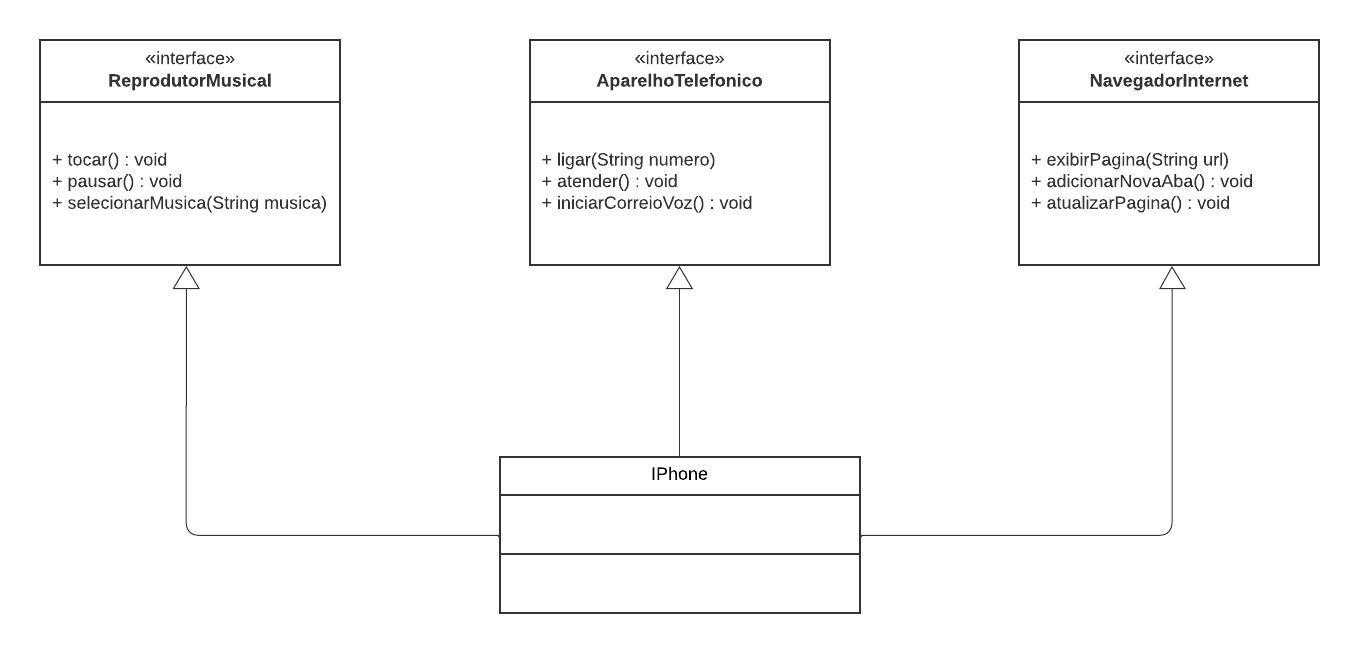 «interface»
ReprodutorMusical
+ tocar() : void
+ pausar() : void
+ selecionarMusica(String musica)
«interface»
AparelhoTelefonico
+ ligar(String numero)
+ atender() : void
+ iniciarCorreioVoz() : void
«interface»
NavegadorInternet
+ exibirPagina(String url)
+ adicionarNovaAba() : void
+ atualizarPagina() : void
IPhone